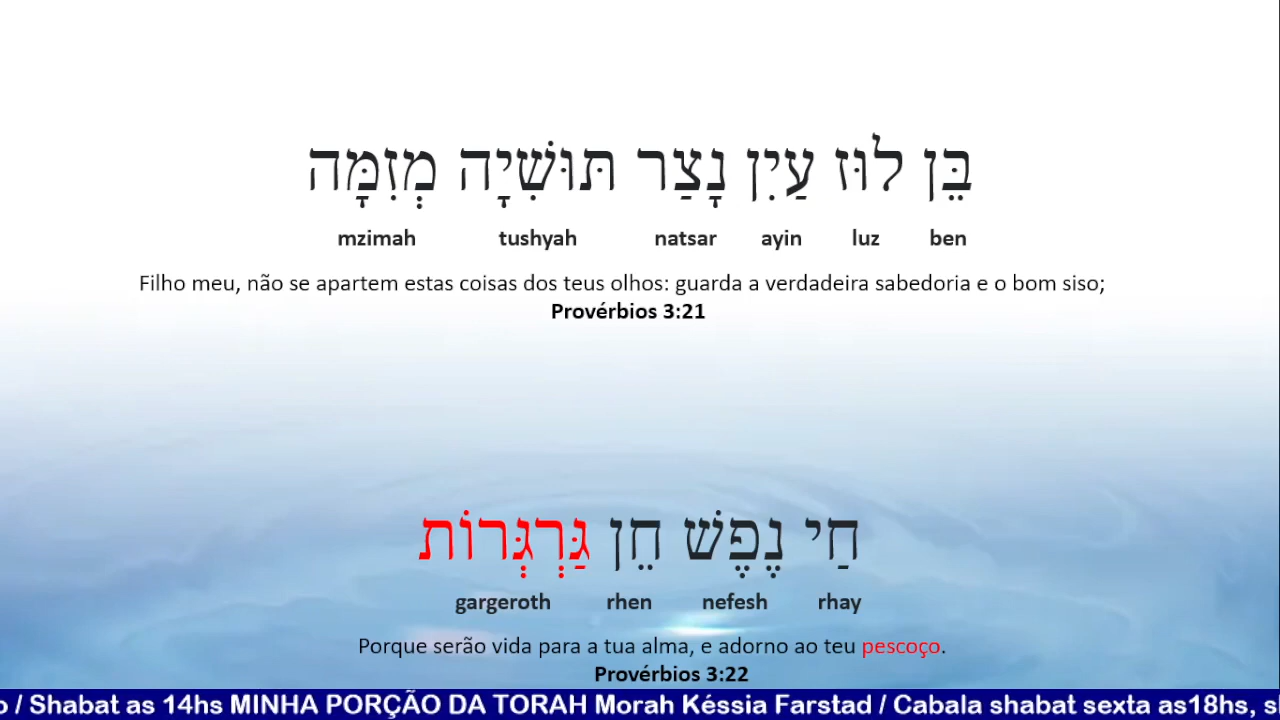 בֵּן לוּז עַיִן נָצַר תּוּשִׁיָה מְזִמָּה
mzimah tushyah natsar ayin luz ben
Filho meu, não se apartem estas coisas dos teus olhos: guarda a verdadeira sabedoria e o bom siso;
Provérbios 3:21
חַי נֶפֶשׁ חֵן גַּרְגְּרוֹת
gargeroth rhen nefesh rhay
Porque serão vida para a tua alma, e adorno ao teu pescoço.
Provérbios 3:22
/ Shabat as 14hs MINHA PORÇÃO DA TORAH Morah Késsia Farstad / Cabala shabat sexta as18hs,